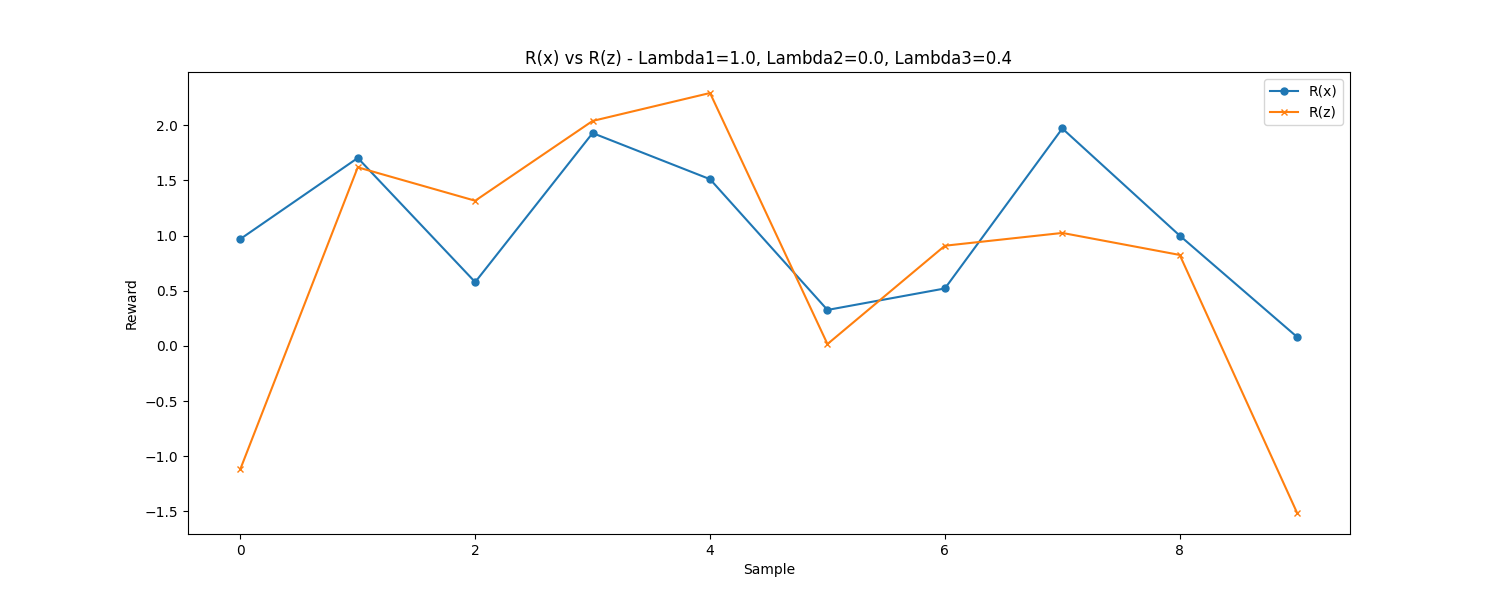 R(x) vs R(z) - Lambda1=1.0, Lambda2=0.0, Lambda3=0.4
R(x)
R(z)
2.0
1.5
1.0
0.5
0.0
−0.5
−1.0
−1.5
Reward
0 2 4 6 8
Sample